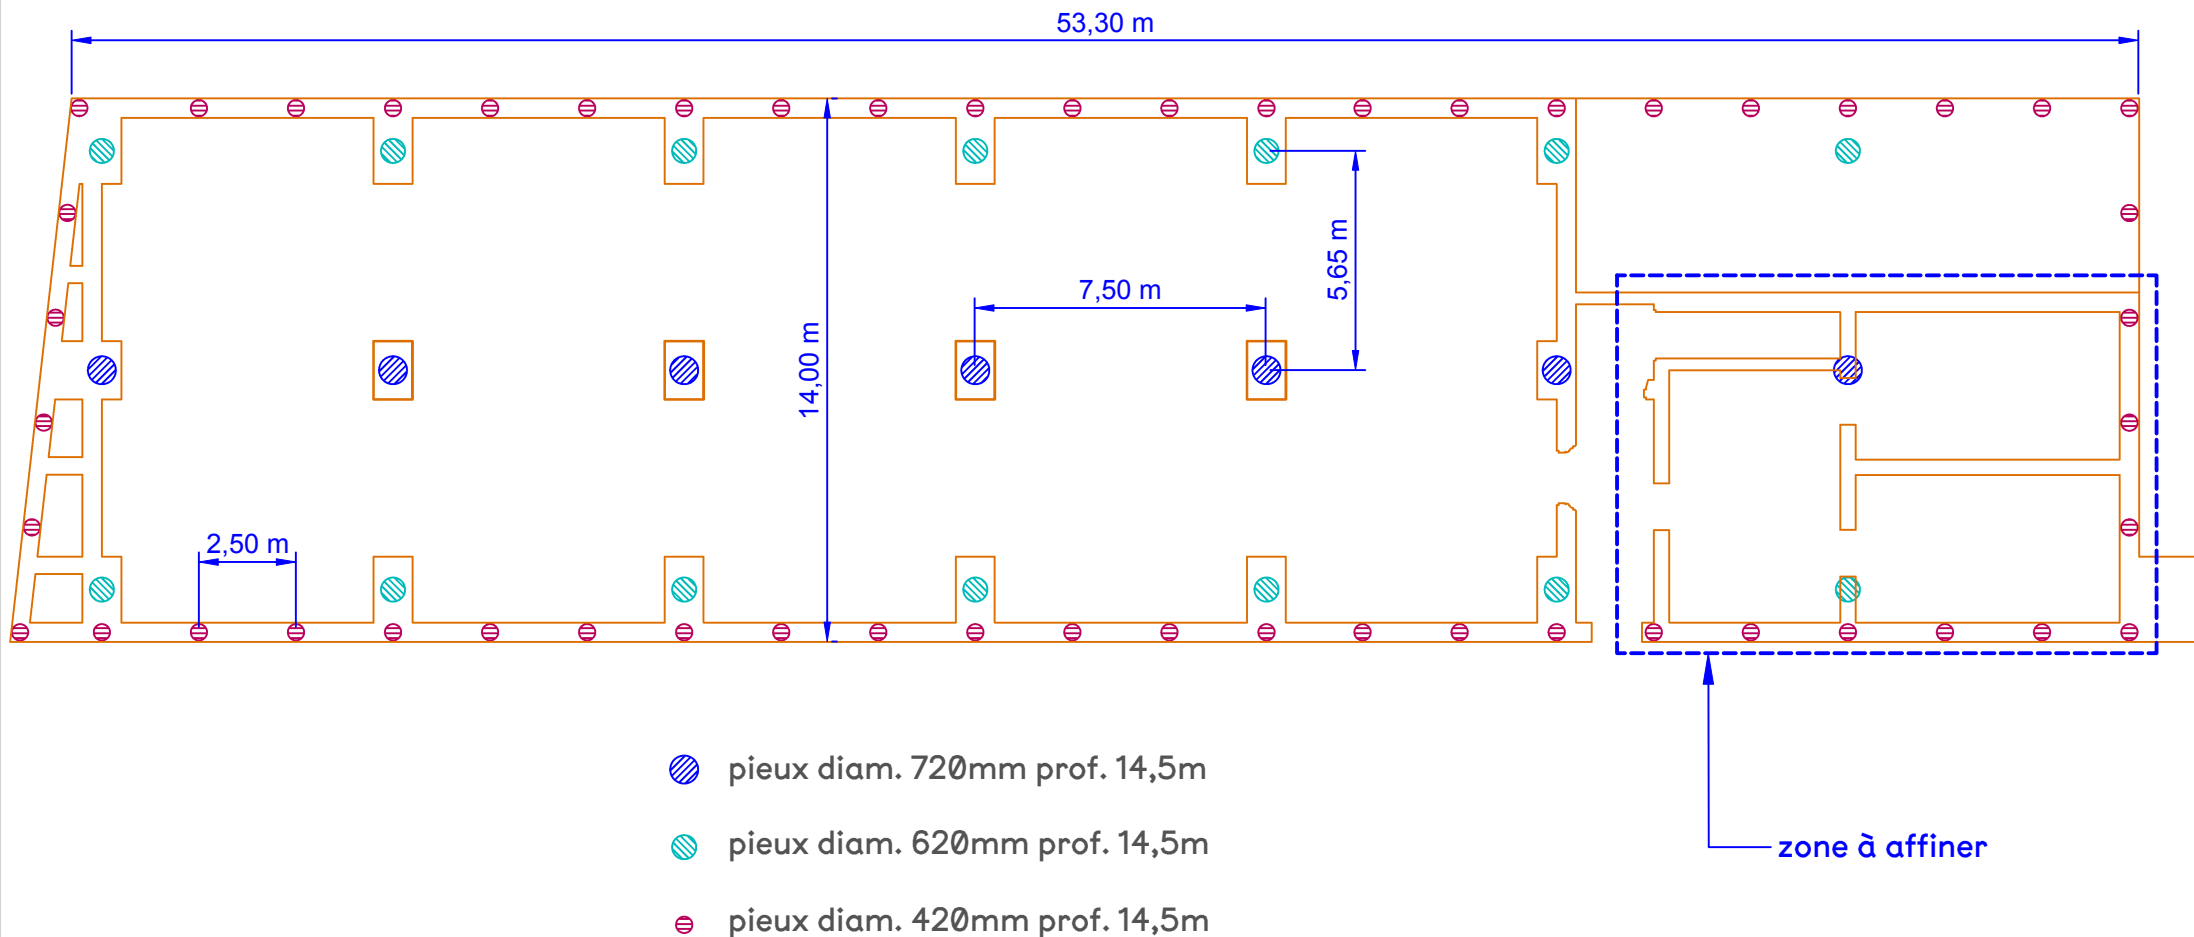 53,30 m
5,65 m
7,50 m
14,00 m
2,50 m
pieux diam. 720mm prof. 14,5m
pieux diam. 620mm prof. 14,5m
zone à affiner
pieux diam. 420mm prof. 14,5m